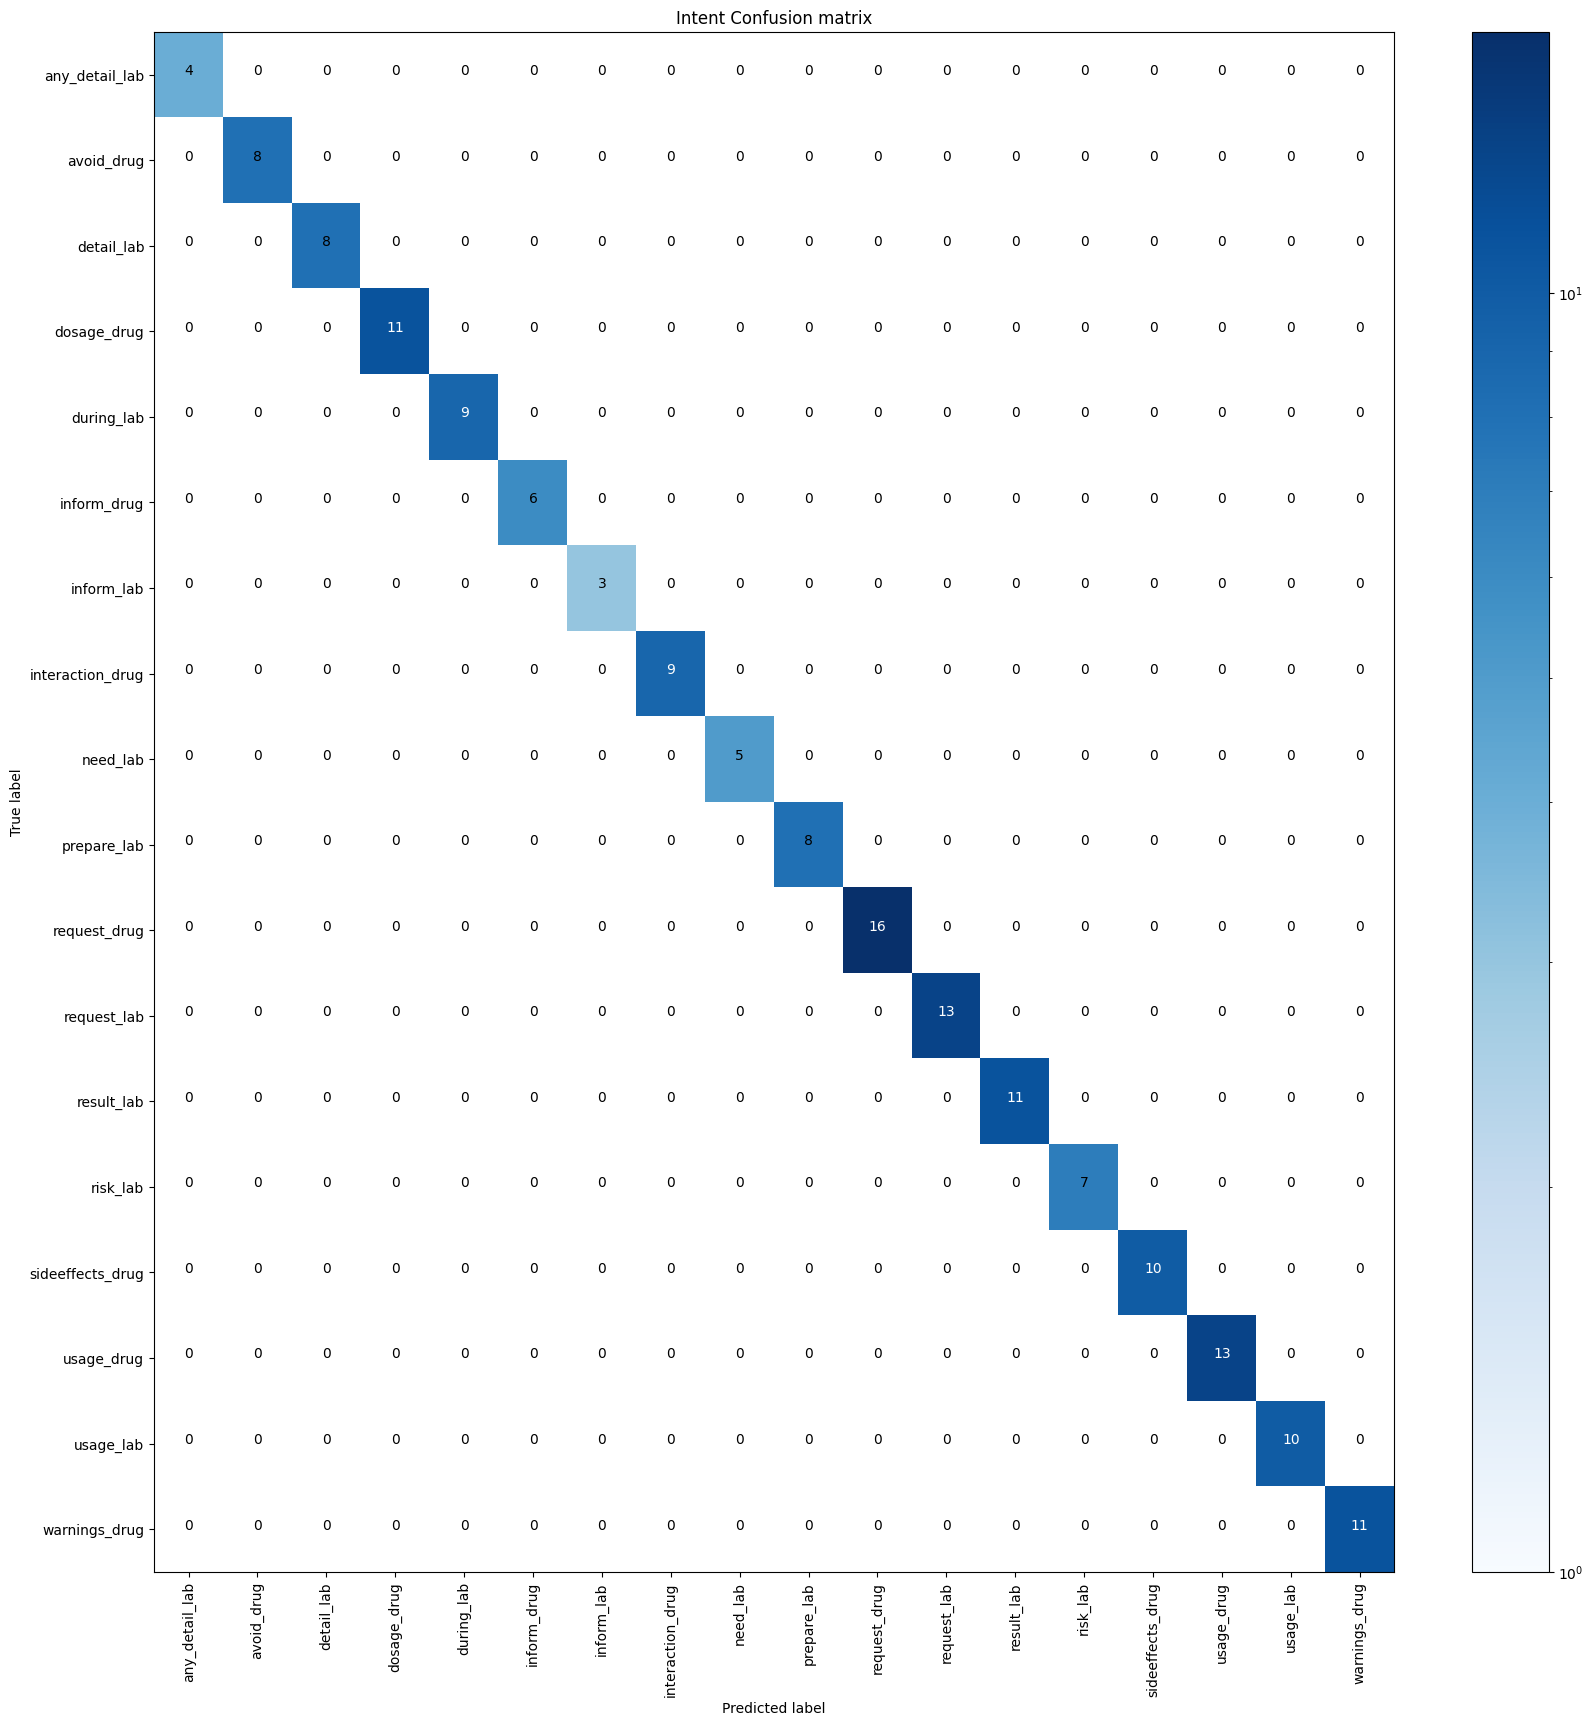 Intent Confusion matrix
any_detail_lab 4 0 0 0 0 0 0 0 0 0 0 0 0 0 0 0 0 0
avoid_drug 0 8 0 0 0 0 0 0 0 0 0 0 0 0 0 0 0 0
detail_lab 0 0 8 0 0 0 0 0 0 0 0 0 0 0 0 0 0 0
dosage_drug 0 0 0 11 0 0 0 0 0 0 0 0 0 0 0 0 0 0
during_lab 0 0 0 0 9 0 0 0 0 0 0 0 0 0 0 0 0 0
inform_drug 0 0 0 0 0 6 0 0 0 0 0 0 0 0 0 0 0 0
inform_lab 0 0 0 0 0 0 3 0 0 0 0 0 0 0 0 0 0 0
interaction_drug 0 0 0 0 0 0 0 9 0 0 0 0 0 0 0 0 0 0
need_lab 0 0 0 0 0 0 0 0 5 0 0 0 0 0 0 0 0 0
prepare_lab 0 0 0 0 0 0 0 0 0 8 0 0 0 0 0 0 0 0
request_drug 0 0 0 0 0 0 0 0 0 0 16 0 0 0 0 0 0 0
request_lab 0 0 0 0 0 0 0 0 0 0 0 13 0 0 0 0 0 0
result_lab 0 0 0 0 0 0 0 0 0 0 0 0 11 0 0 0 0 0
risk_lab 0 0 0 0 0 0 0 0 0 0 0 0 0 7 0 0 0 0
sideeffects_drug 0 0 0 0 0 0 0 0 0 0 0 0 0 0 10 0 0 0
usage_drug 0 0 0 0 0 0 0 0 0 0 0 0 0 0 0 13 0 0
usage_lab 0 0 0 0 0 0 0 0 0 0 0 0 0 0 0 0 10 0
warnings_drug 0 0 0 0 0 0 0 0 0 0 0 0 0 0 0 0 0 11
True label
any_detail_lab
avoid_drug
detail_lab
dosage_drug
during_lab
inform_drug
inform_lab
interaction_drug
need_lab
prepare_lab
request_drug
request_lab
result_lab
risk_lab
sideeffects_drug
usage_drug
usage_lab
warnings_drug
Predicted label
10¹
10⁰